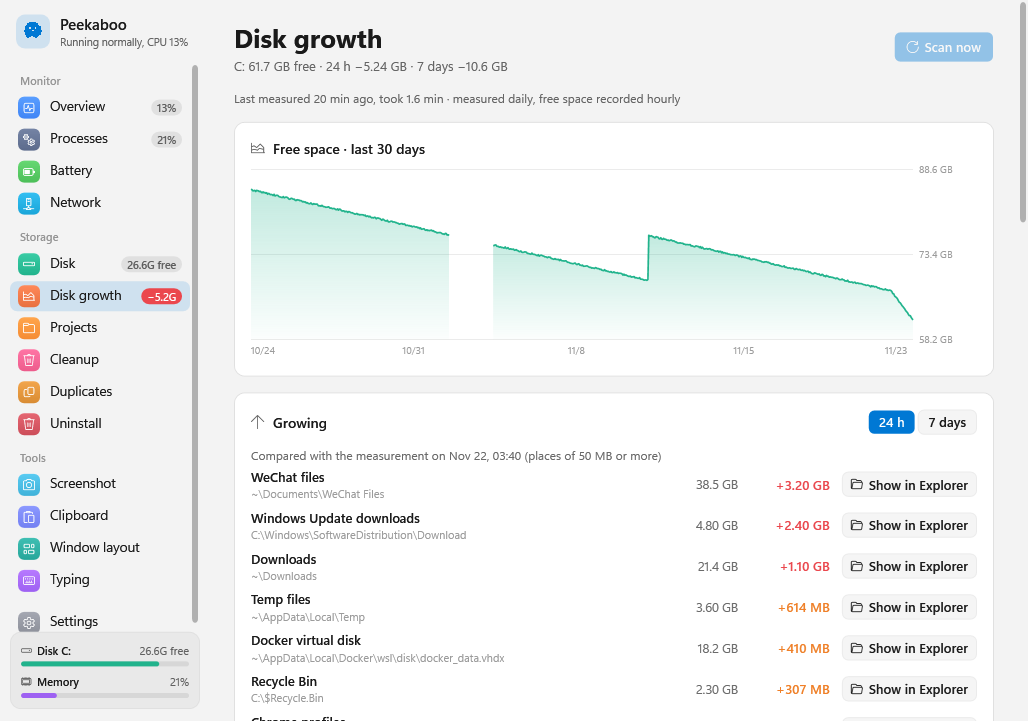 Peekaboo
Running normally, CPU 13%
Monitor
Overview 13%
Processes 21%
Battery
Network
Storage
Disk 26.6G free
Disk growth −5.2G
Projects
Cleanup
Duplicates
Uninstall
Tools
Screenshot
Clipboard
Window layout
Typing
Settings
Disk C: 26.6G free
Memory 21%
Disk growth
C: 61.7 GB free · 24 h −5.24 GB · 7 days −10.6 GB
Scan now
Last measured 20 min ago, took 1.6 min · measured daily, free space recorded hourly
Free space · last 30 days
88.6 GB
73.4 GB
58.2 GB
10/24 10/31 11/8 11/15 11/23
Growing
24 h 7 days
Compared with the measurement on Nov 22, 03:40 (places of 50 MB or more)
WeChat files
~\Documents\WeChat Files
38.5 GB +3.20 GB Show in Explorer
Windows Update downloads
C:\Windows\SoftwareDistribution\Download
4.80 GB +2.40 GB Show in Explorer
Downloads
~\Downloads
21.4 GB +1.10 GB Show in Explorer
Temp files
~\AppData\Local\Temp
3.60 GB +614 MB Show in Explorer
Docker virtual disk
~\AppData\Local\Docker\wsl\disk\docker_data.vhdx
18.2 GB +410 MB Show in Explorer
Recycle Bin
C:\$Recycle.Bin
2.30 GB +307 MB Show in Explorer
Chrome profiles